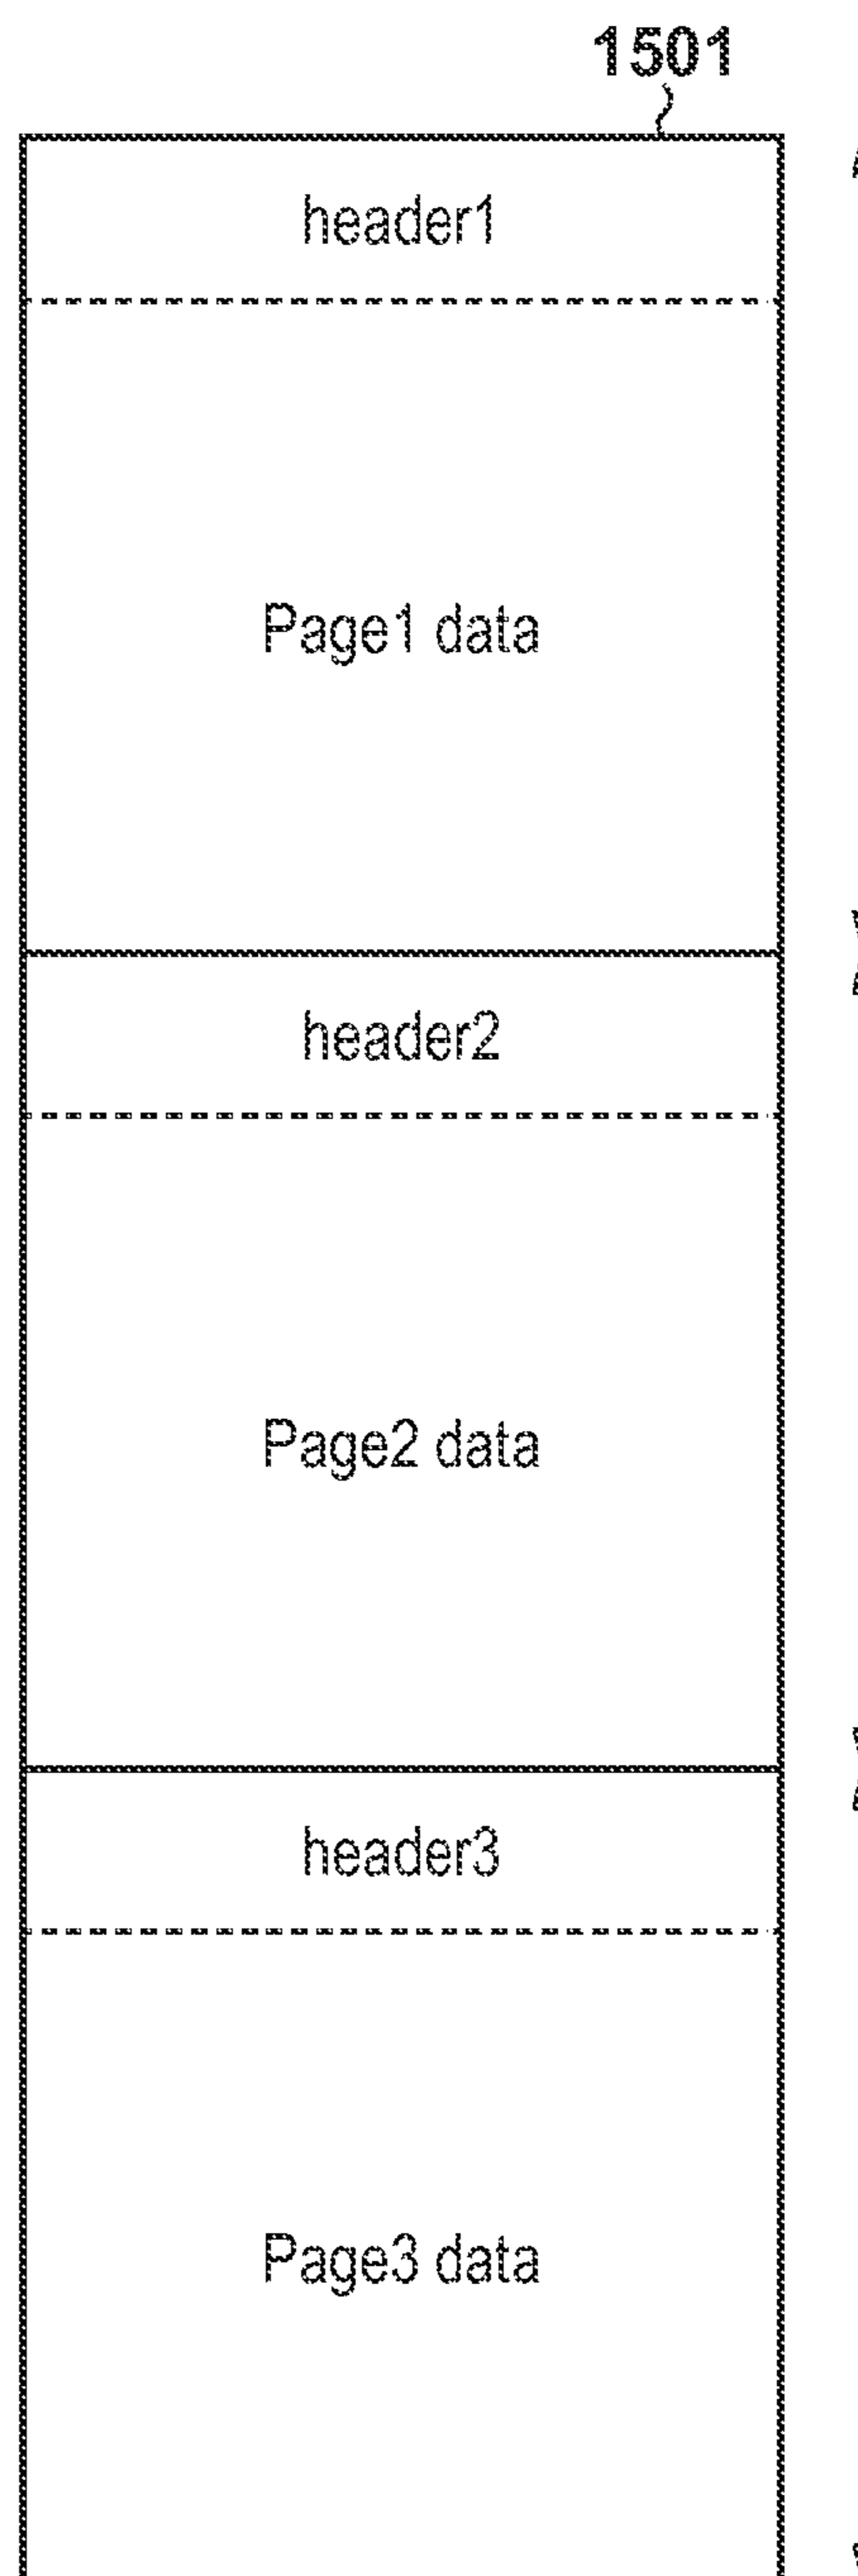 1501
header1
Page1 data
header2
Page2 data
header3
Page3 data